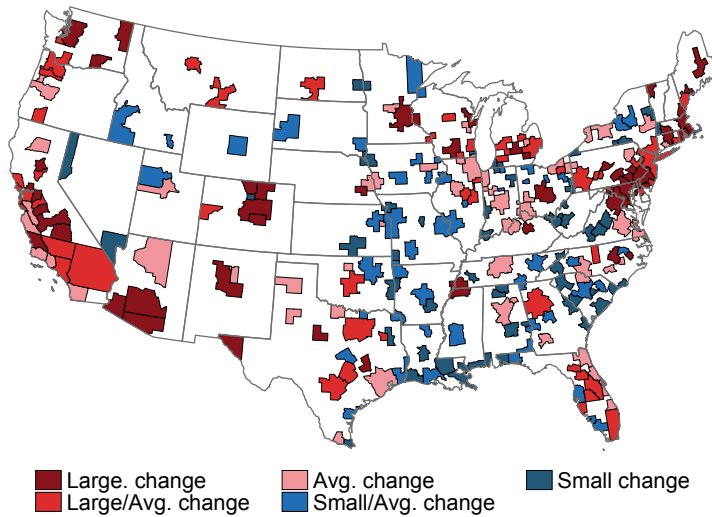 Large. change
Avg. change
Small change
Large/Avg. change
Small/Avg. change